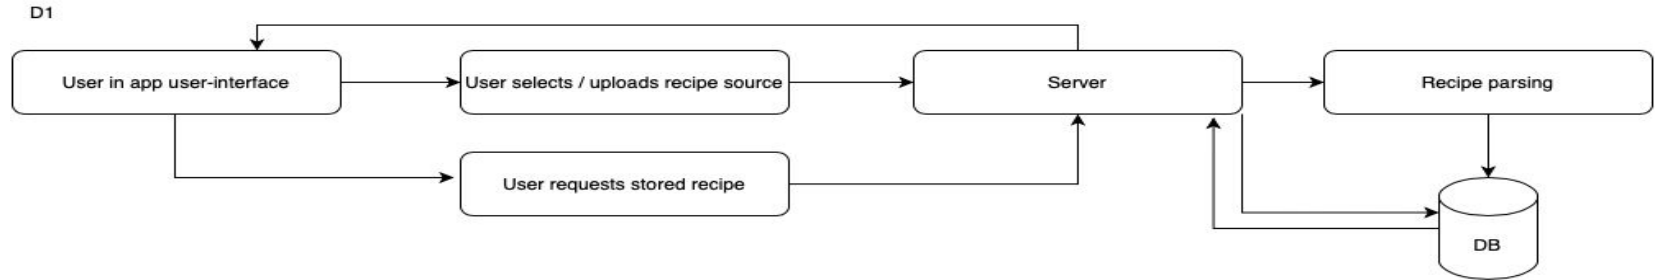 D1
User in app user-interface
User selects / uploads recipe source
Server
Recipe parsing
User requests stored recipe
DB